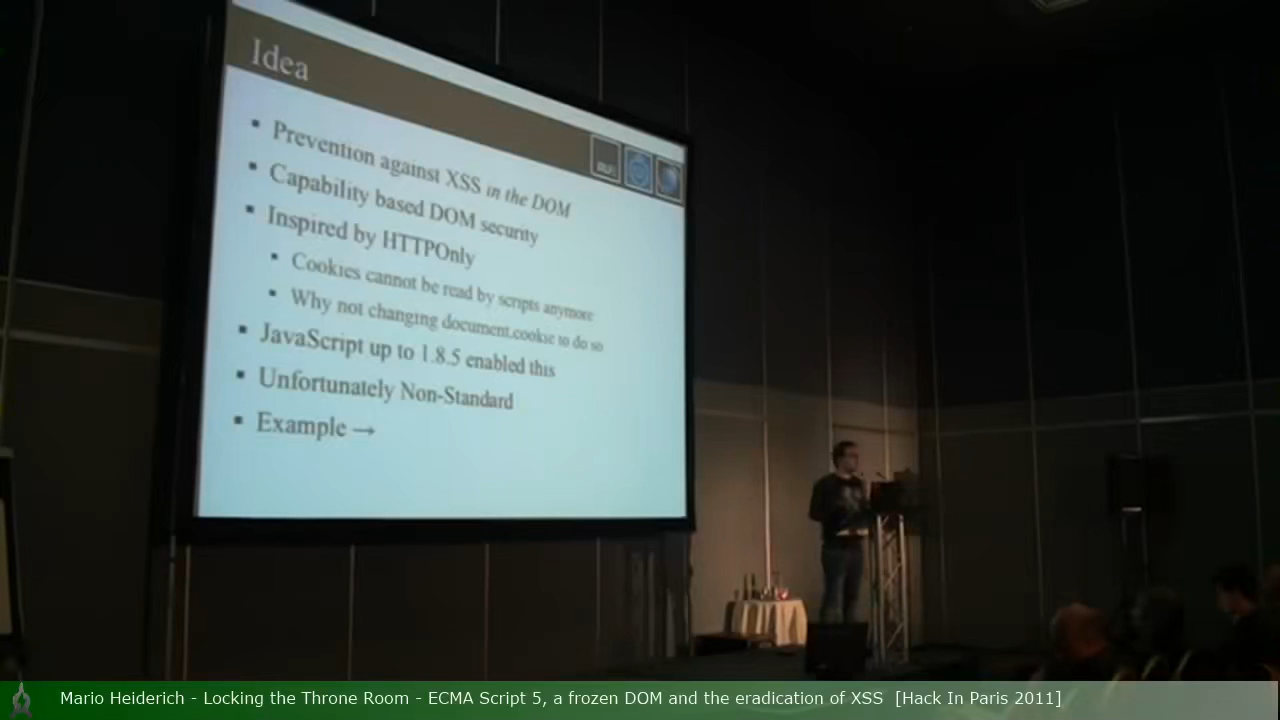 Idea
Prevention against XSS in the DOM
Capability based DOM security
Inspired by HTTPOnly
Cookies cannot be read by scripts anymore
Why not changing document.cookie to do so
JavaScript up to 1.8.5 enabled this
Unfortunately Non-Standard
Example →
Mario Heiderich - Locking the Throne Room - ECMA Script 5, a frozen DOM and the eradication of XSS [Hack In Paris 2011]